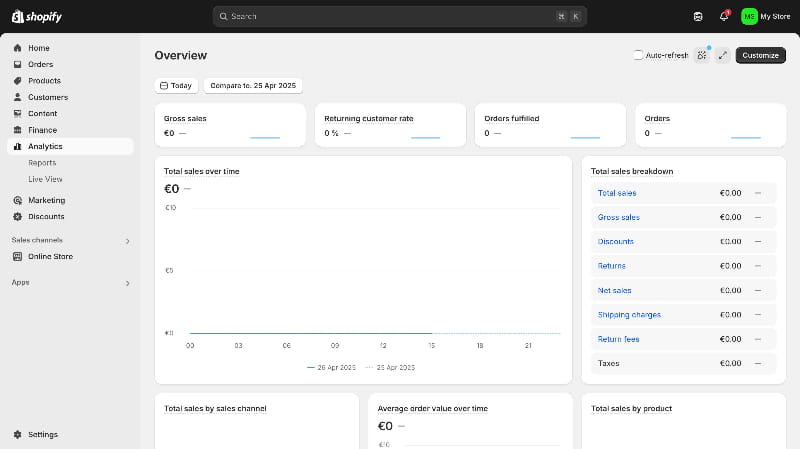 shopify
Search
⌘ K
1
MS
My Store
Home
Orders
Products
Customers
Content
Finance
Analytics
Reports
Live View
Marketing
Discounts
Sales channels
Online Store
Apps
Settings
Overview
Auto-refresh
Customize
Today
Compare to: 25 Apr 2025
Gross sales
€0 —
Returning customer rate
0 % —
Orders fulfilled
0 —
Orders
0 —
Total sales over time
€0 —
€10
€5
€0
00 03 06 09 12 15 18 21
26 Apr 2025 25 Apr 2025
Total sales breakdown
Total sales €0.00 —
Gross sales €0.00 —
Discounts €0.00 —
Returns €0.00 —
Net sales €0.00 —
Shipping charges €0.00 —
Return fees €0.00 —
Taxes €0.00 —
Total sales by sales channel
Average order value over time
€0 —
€10
Total sales by product